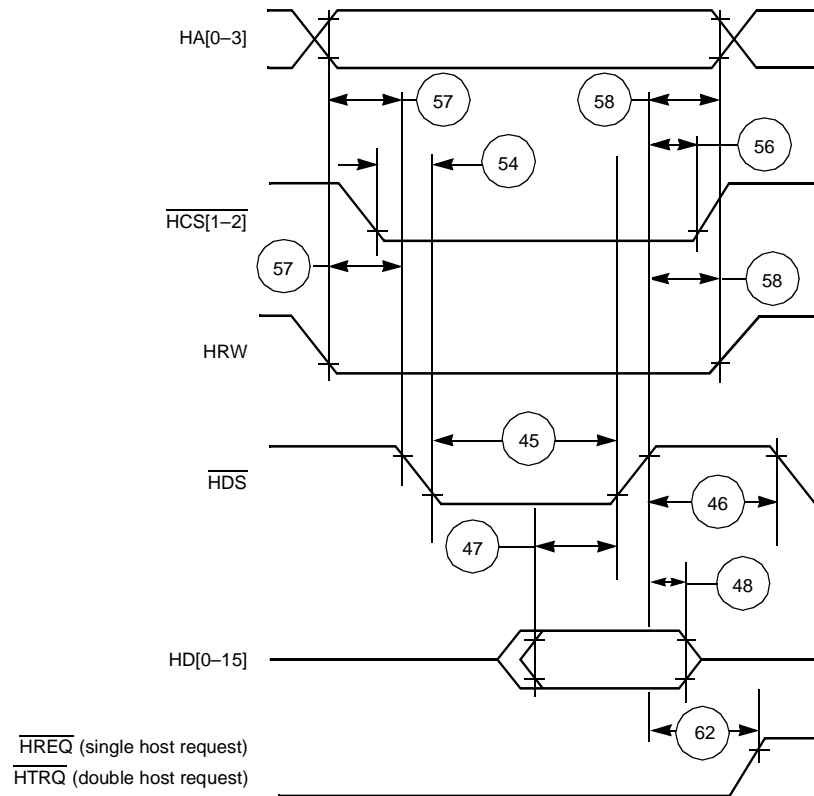 HA[0–3]
57
58
56
54
HCS[1–2]
57
58
HRW
45
HDS
46
47
48
HD[0–15]
62
HREQ (single host request)
HTRQ (double host request)